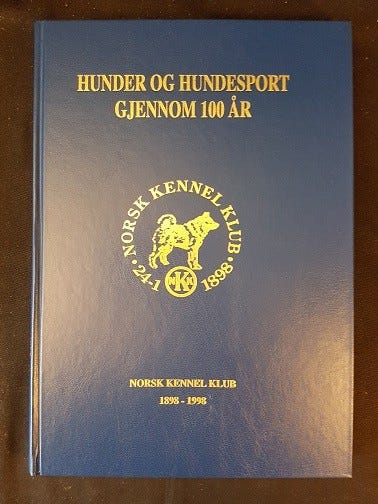 HUNDER OG HUNDESPORT
GJENNOM 100 ÅR
· NORSK KENNEL KLUB ·
24-1 1898
NKK
NORSK KENNEL KLUB
1898 - 1998